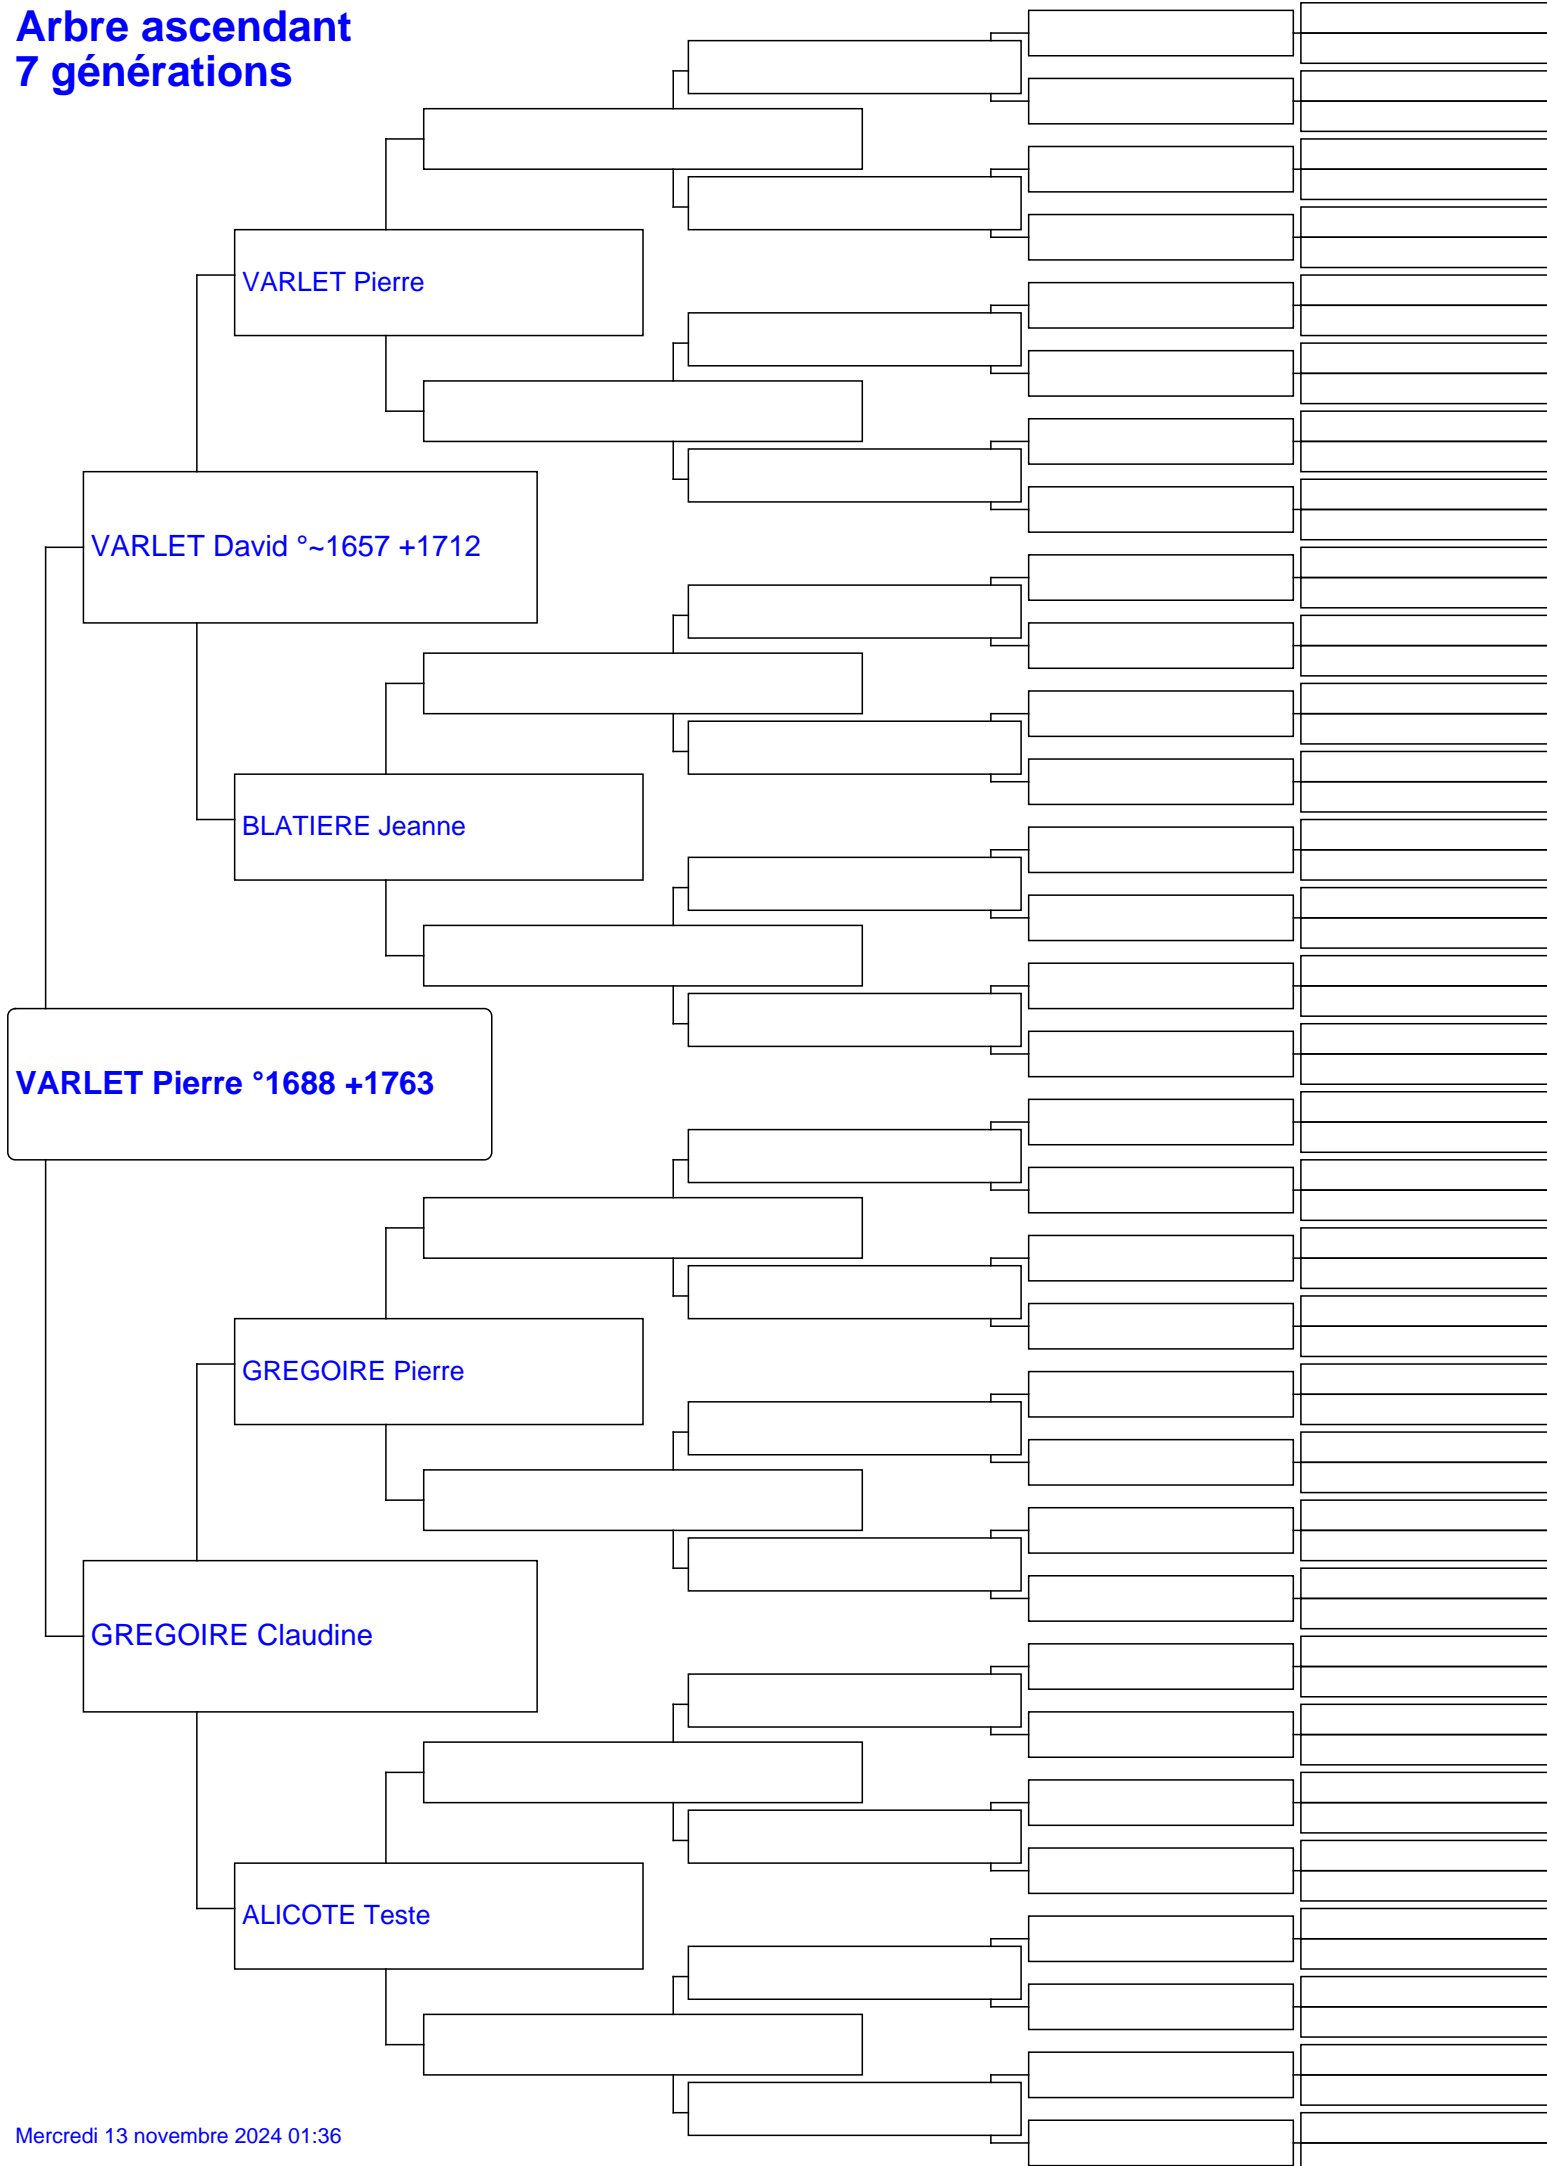 Arbre ascendant
7 générations
VARLET Pierre
VARLET David °~1657 +1712
BLATIERE Jeanne
VARLET Pierre °1688 +1763
GREGOIRE Pierre
GREGOIRE Claudine
ALICOTE Teste
Mercredi 13 novembre 2024 01:36